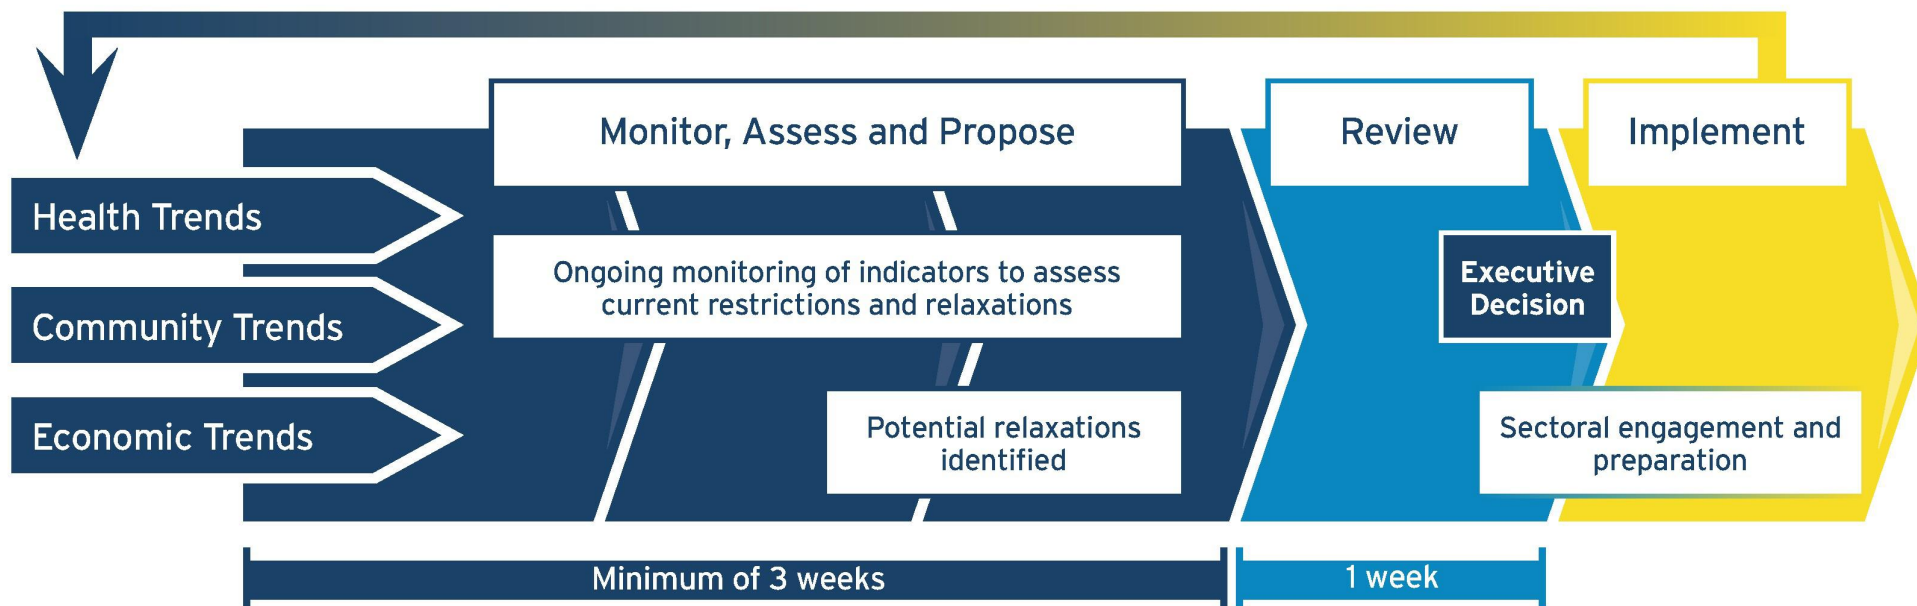 Monitor, Assess and Propose
Review
Implement
Health Trends
Community Trends
Economic Trends
Ongoing monitoring of indicators to assess
current restrictions and relaxations
Executive
Decision
Potential relaxations
identified
Sectoral engagement and
preparation
Minimum of 3 weeks
1 week